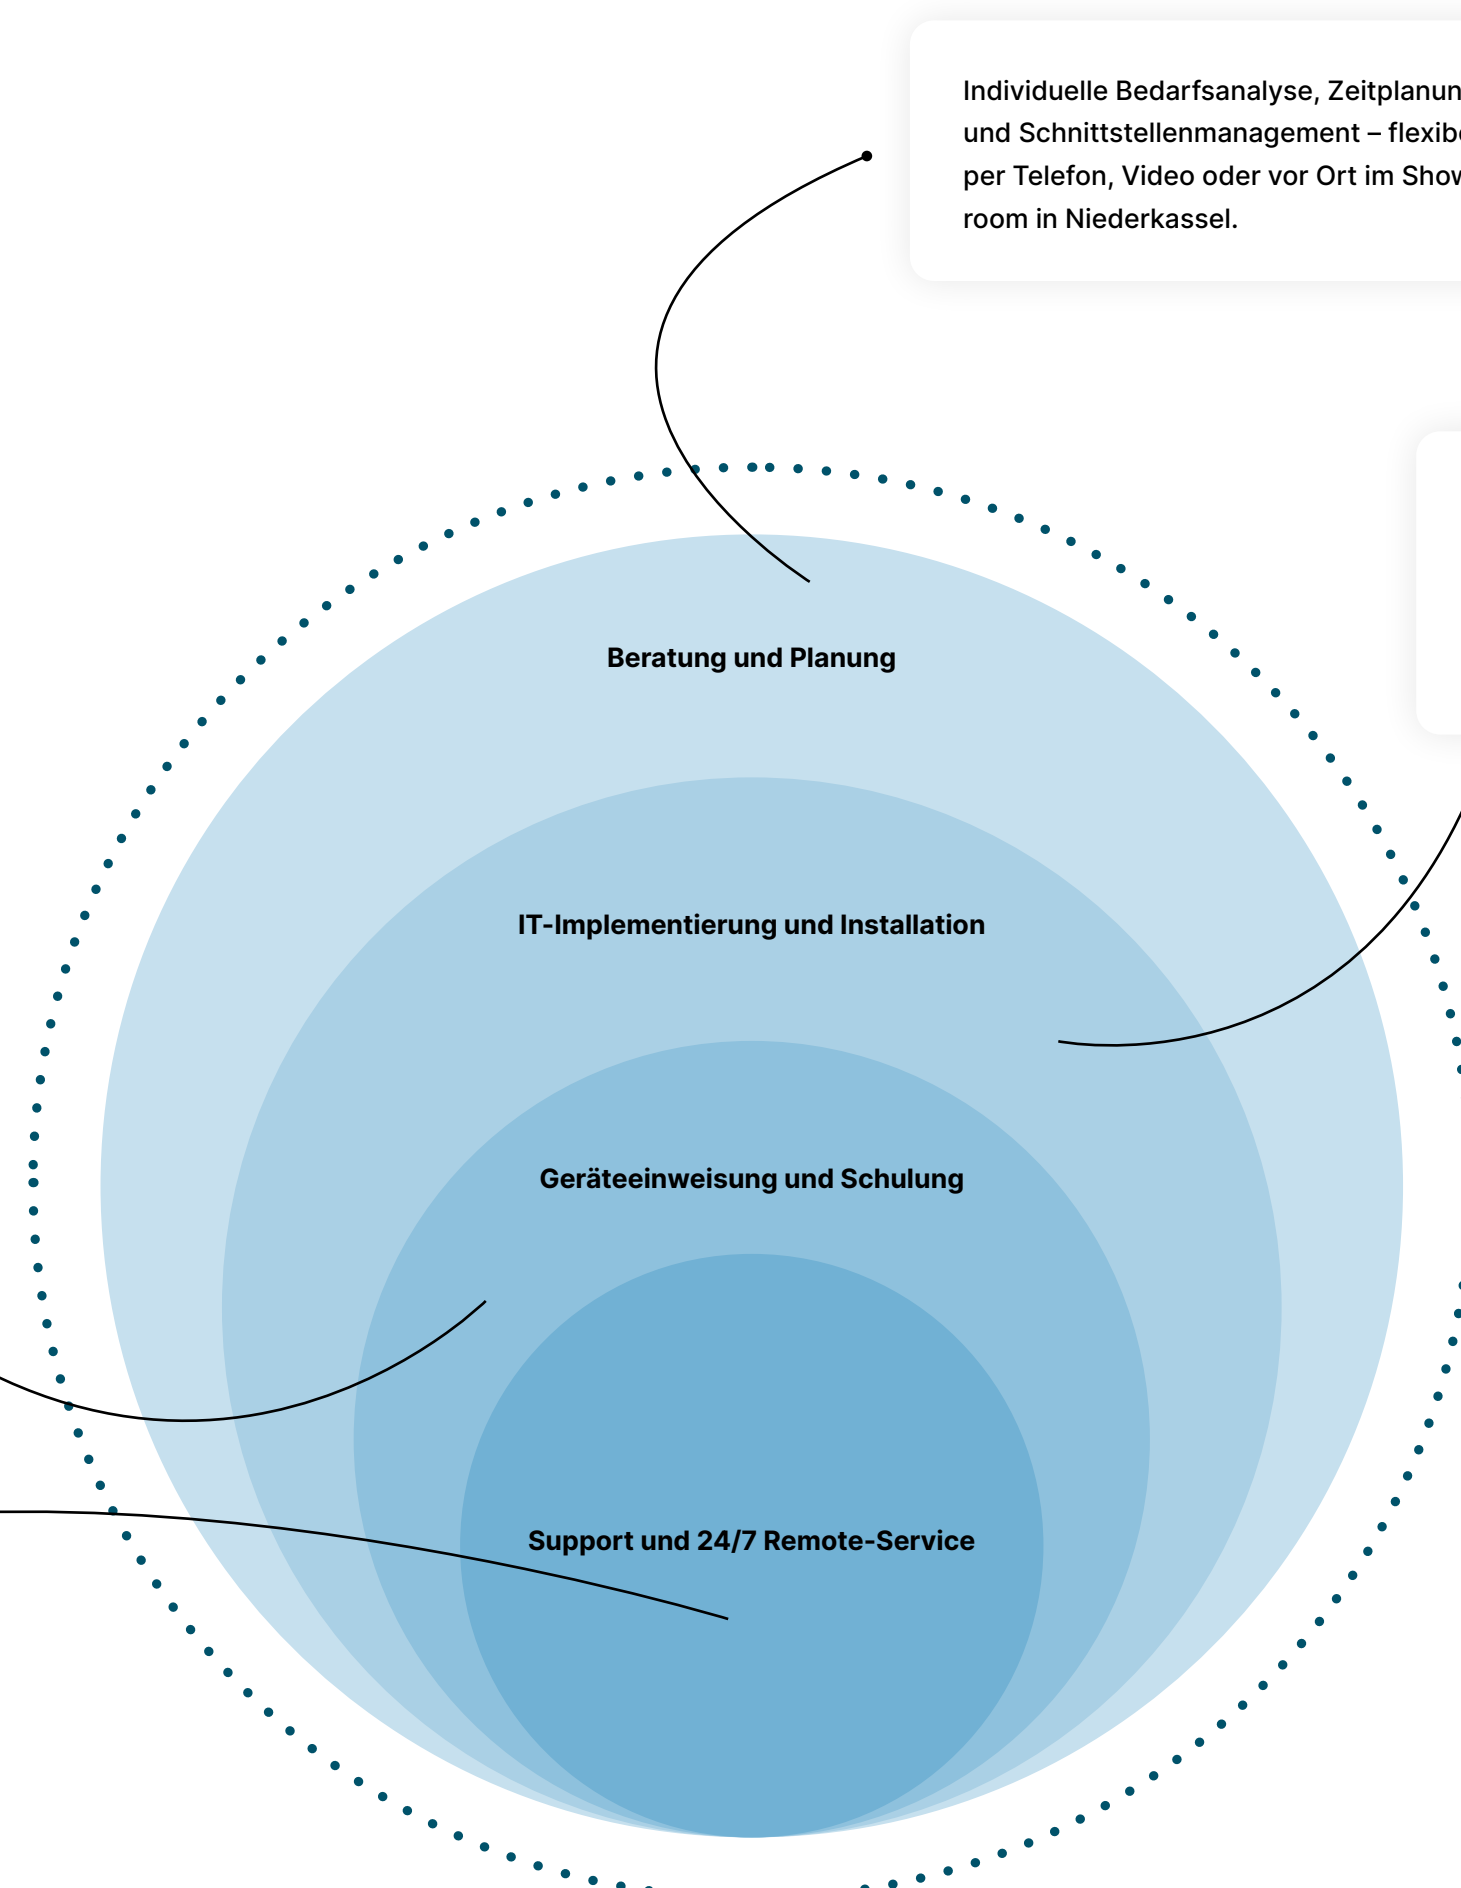 Individuelle Bedarfsanalyse, Zeitplanun
und Schnittstellenmanagement – flexib
per Telefon, Video oder vor Ort im Show
room in Niederkassel.
Beratung und Planung
IT-Implementierung und Installation
Geräteeinweisung und Schulung
Support und 24/7 Remote-Service